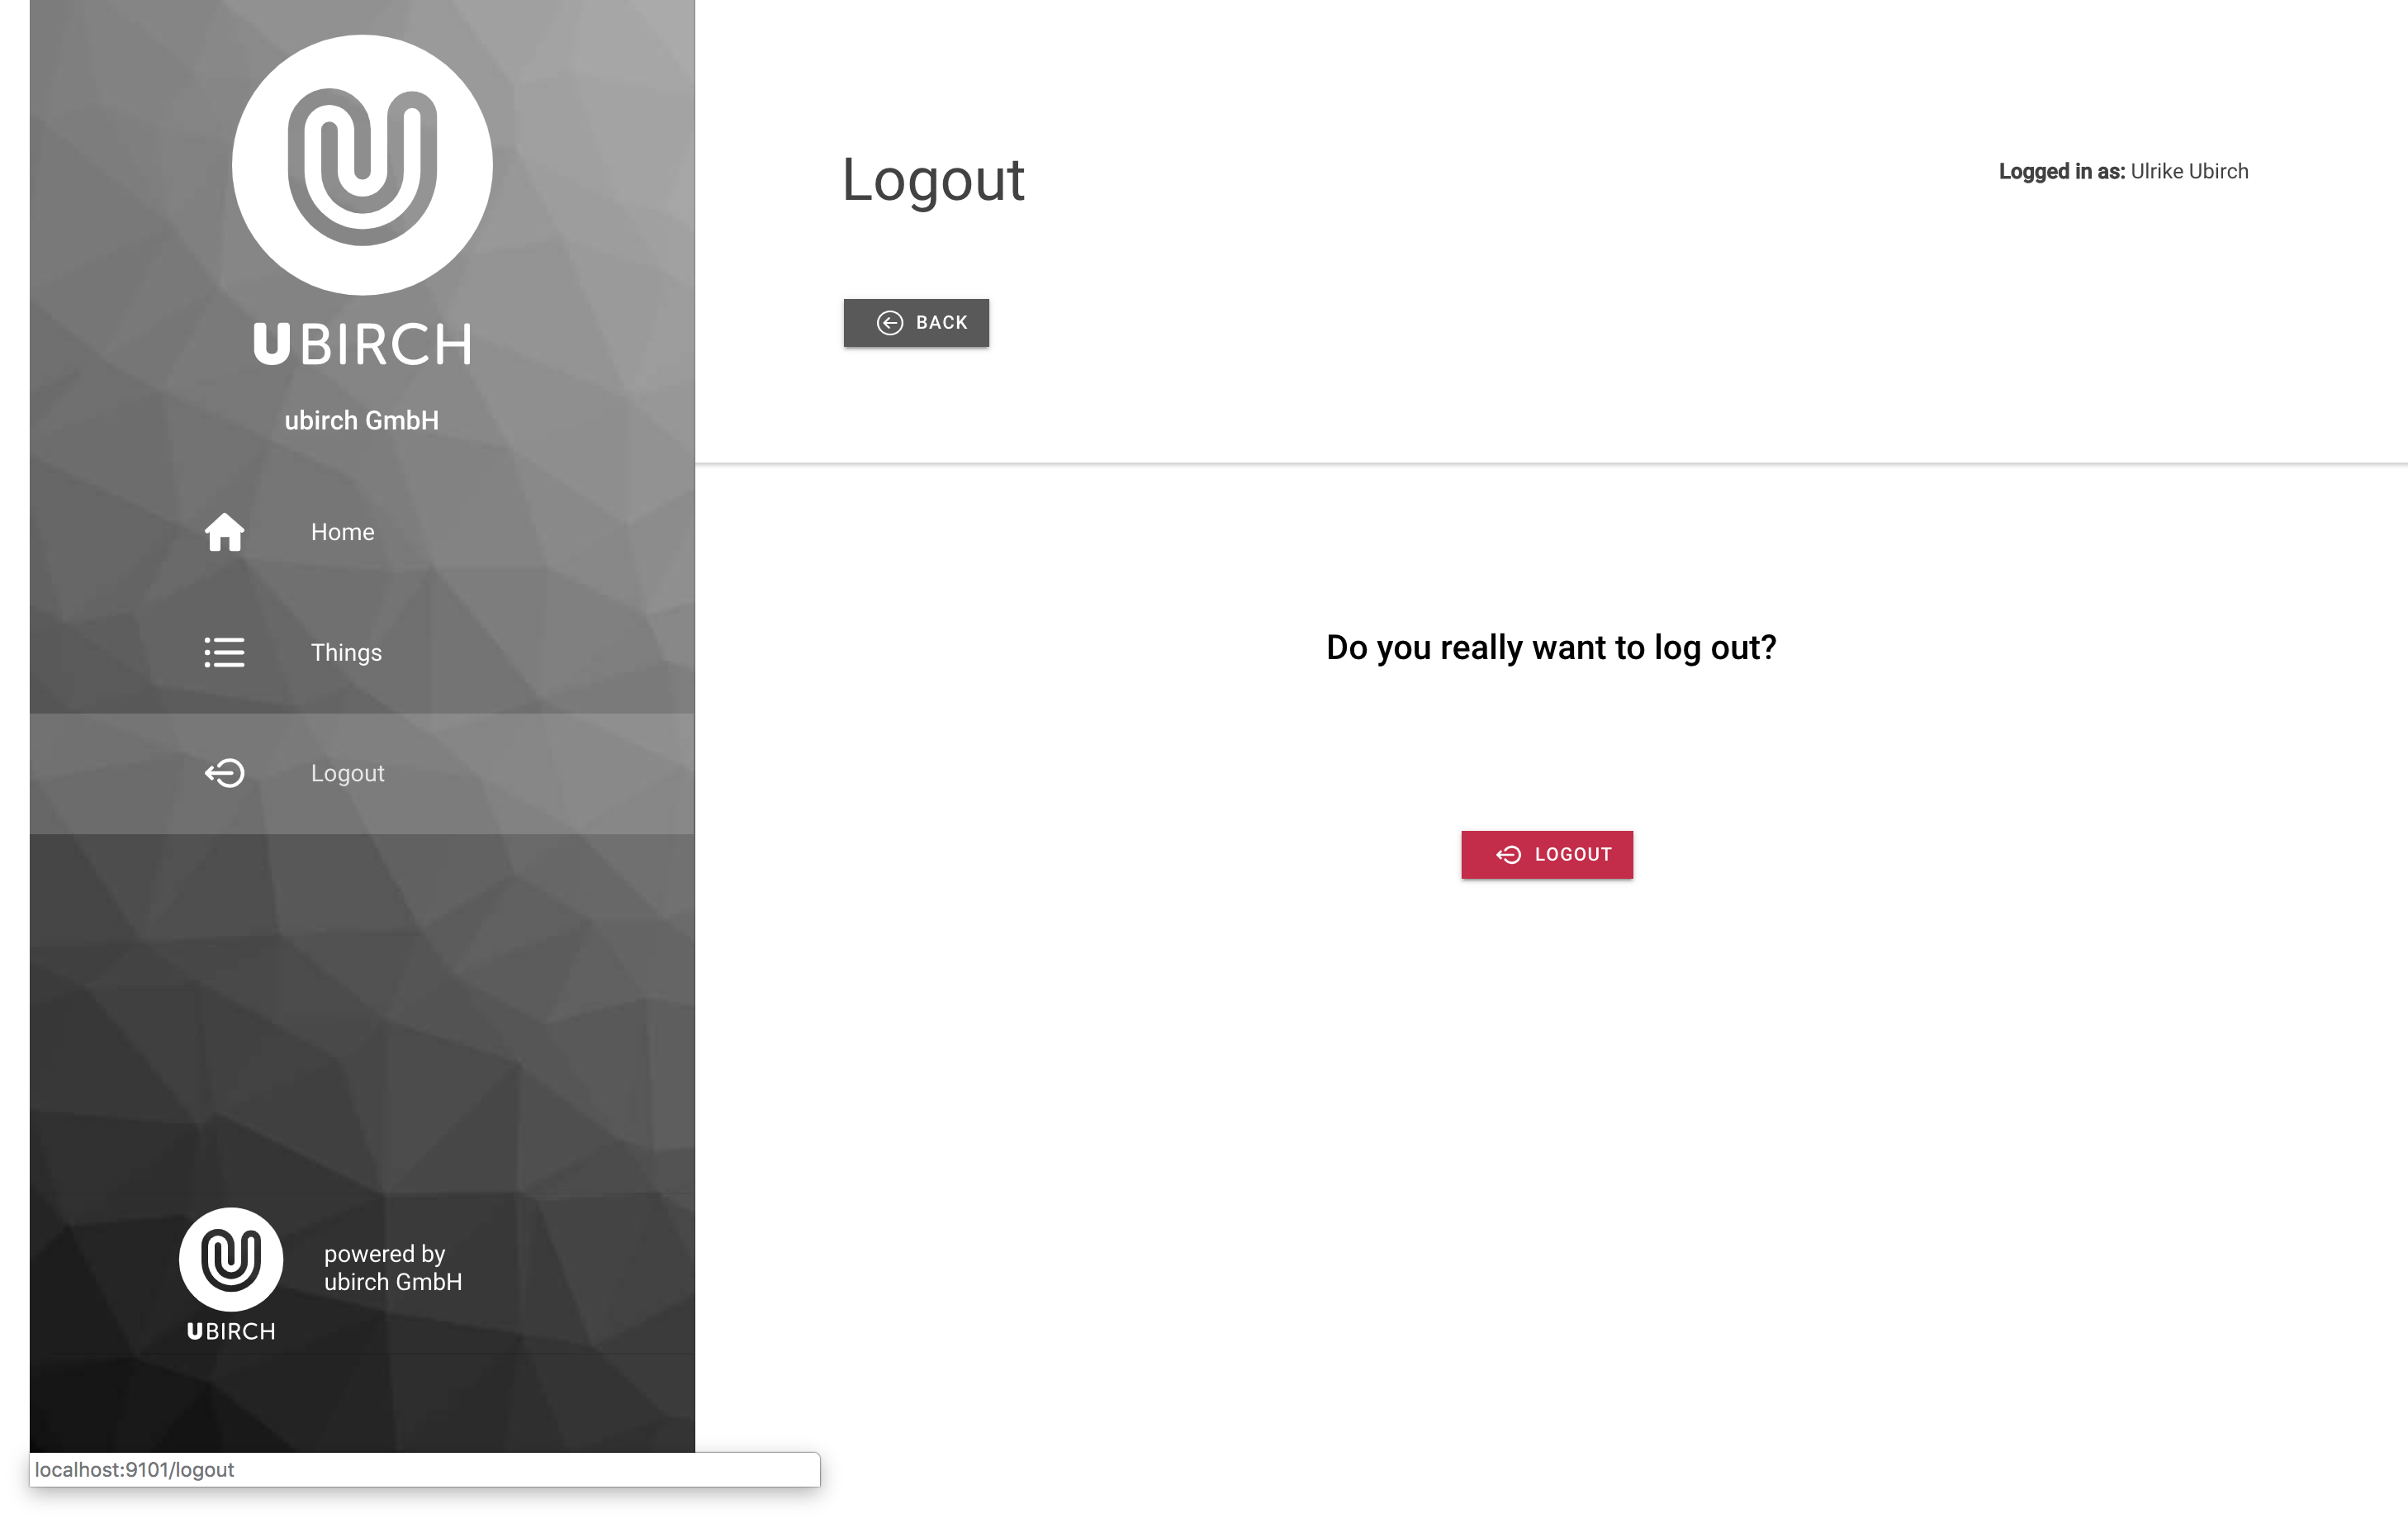 UBIRCH
ubirch GmbH
Home
Things
Logout
powered by
ubirch GmbH
UBIRCH
localhost:9101/logout
Logout
Logged in as: Ulrike Ubirch
BACK
Do you really want to log out?
LOGOUT